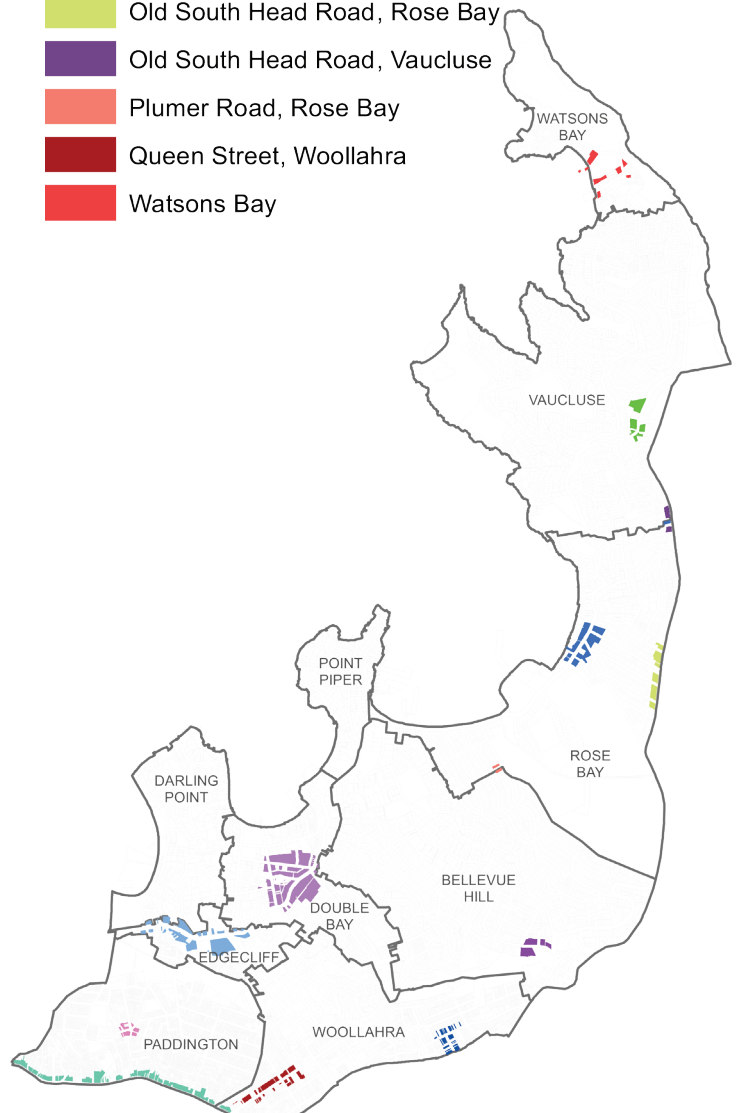 Old South Head Road, Rose Bay
Old South Head Road, Vaucluse
Plumer Road, Rose Bay
Queen Street, Woollahra
Watsons Bay
WATSONS
BAY
VAUCLUSE
POINT
PIPER
ROSE
BAY
DARLING
POINT
BELLEVUE
HILL
DOUBLE
BAY
EDGECLIFF
WOOLLAHRA
PADDINGTON